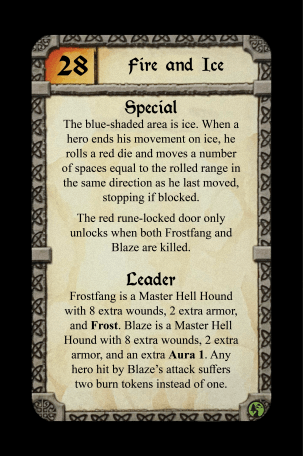 28
Fire and Ice
Special
The blue-shaded area is ice. When a
hero ends his movement on ice, he
rolls a red die and moves a number
of spaces equal to the rolled range in
the same direction as he last moved,
stopping if blocked.
The red rune-locked door only
unlocks when both Frostfang and
Blaze are killed.
Leader
Frostfang is a Master Hell Hound
with 8 extra wounds, 2 extra armor,
and Frost. Blaze is a Master Hell
Hound with 8 extra wounds, 2 extra
armor, and an extra Aura 1. Any
hero hit by Blaze's attack suffers
two burn tokens instead of one.